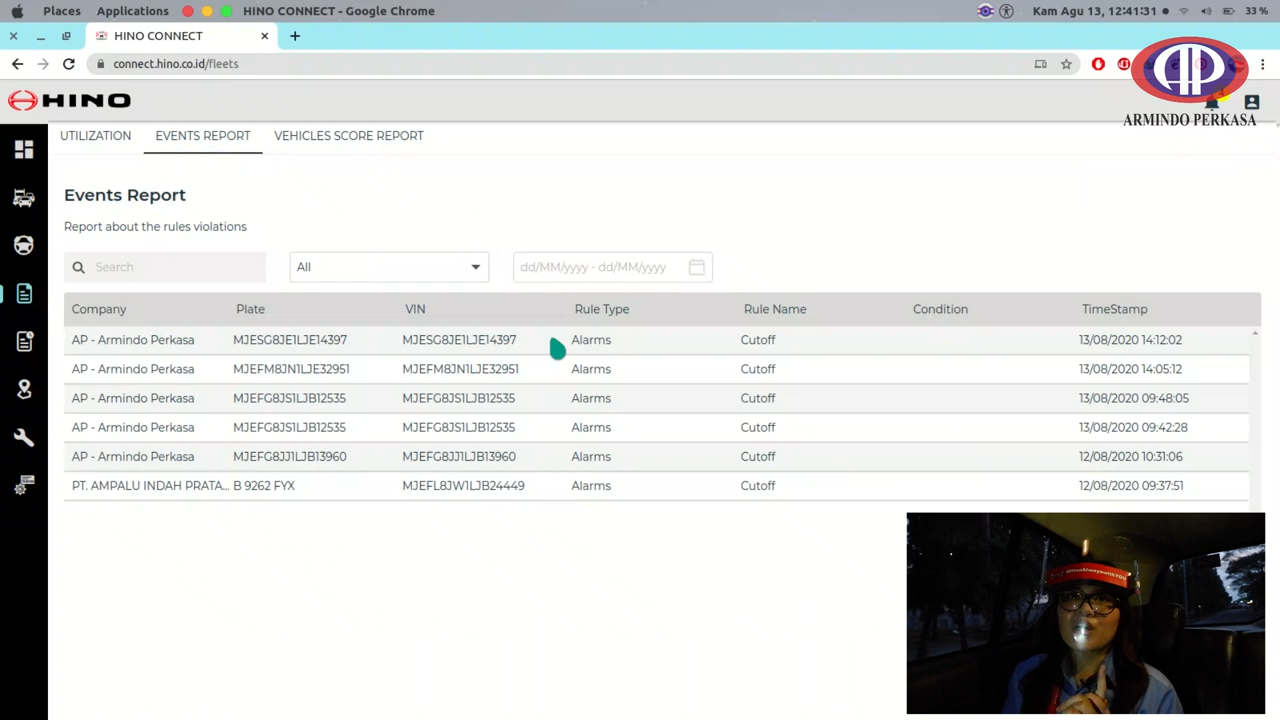 Places Applications HINO CONNECT - Google Chrome Kam Agu 13, 12:41:31 33 %
HINO CONNECT
connect.hino.co.id/fleets
HINO
AP
ARMINDO PERKASA
UTILIZATION EVENTS REPORT VEHICLES SCORE REPORT
Events Report
Report about the rules violations
Search All dd/MM/yyyy - dd/MM/yyyy
Company Plate VIN Rule Type Rule Name Condition TimeStamp
AP - Armindo Perkasa MJESG8JE1LJE14397 MJESG8JE1LJE14397 Alarms Cutoff 13/08/2020 14:12:02
AP - Armindo Perkasa MJEFM8JN1LJE32951 MJEFM8JN1LJE32951 Alarms Cutoff 13/08/2020 14:05:12
AP - Armindo Perkasa MJEFG8JS1LJB12535 MJEFG8JS1LJB12535 Alarms Cutoff 13/08/2020 09:48:05
AP - Armindo Perkasa MJEFG8JS1LJB12535 MJEFG8JS1LJB12535 Alarms Cutoff 13/08/2020 09:42:28
AP - Armindo Perkasa MJEFG8JJ1LJB13960 MJEFG8JJ1LJB13960 Alarms Cutoff 12/08/2020 10:31:06
PT. AMPALU INDAH PRATA... B 9262 FYX MJEFL8JW1LJB24449 Alarms Cutoff 12/08/2020 09:37:51